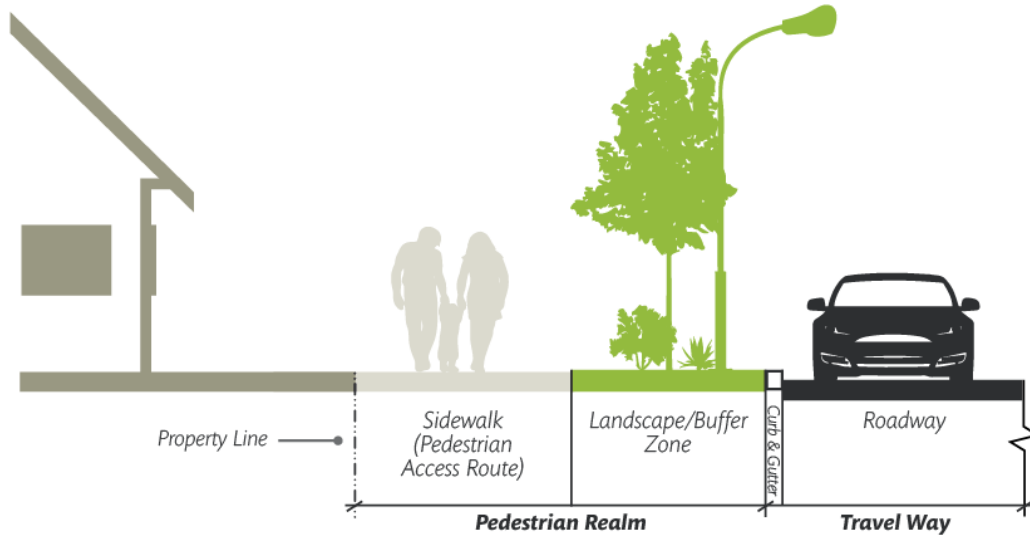 Property Line
Sidewalk
(Pedestrian
Access Route)
Landscape/Buffer
Zone
Curb & Gutter
Roadway
Pedestrian Realm
Travel Way